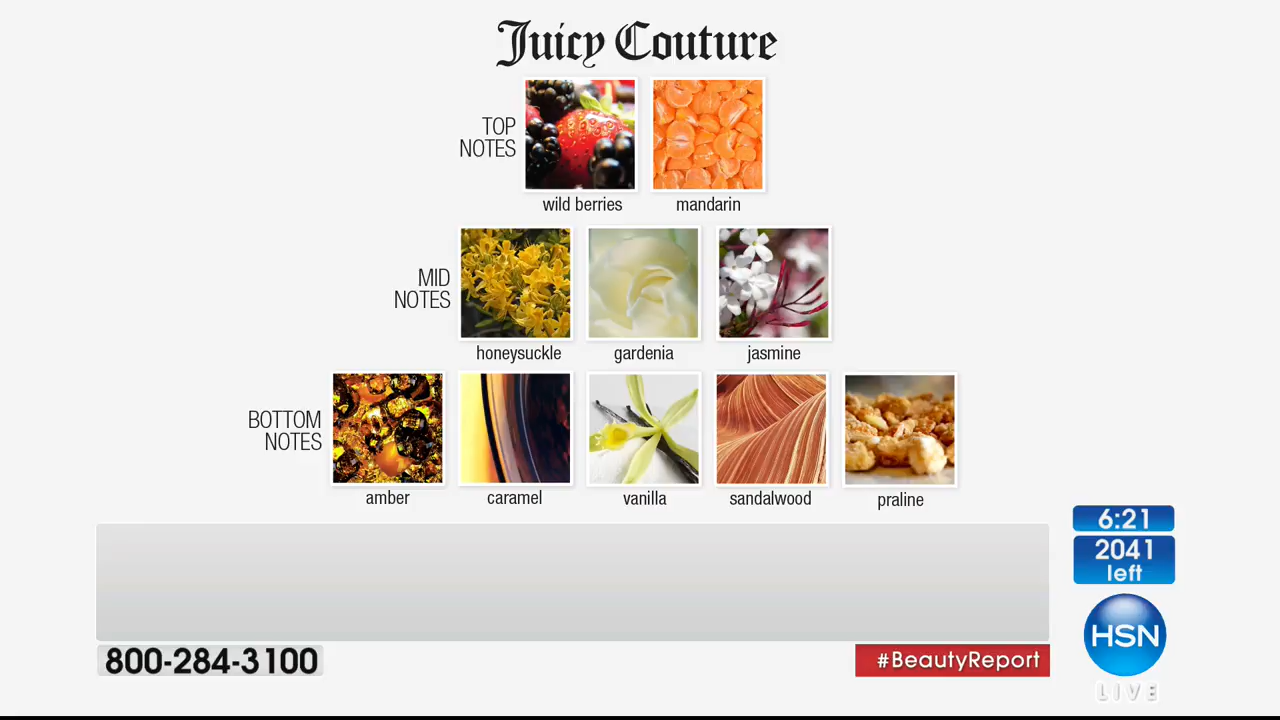 Juicy Couture
TOP
NOTES
wild berries
mandarin
MID
NOTES
honeysuckle
gardenia
jasmine
BOTTOM
NOTES
amber
caramel
vanilla
sandalwood
praline
6:21
2041
left
HSN
LIVE
800-284-3100
#BeautyReport